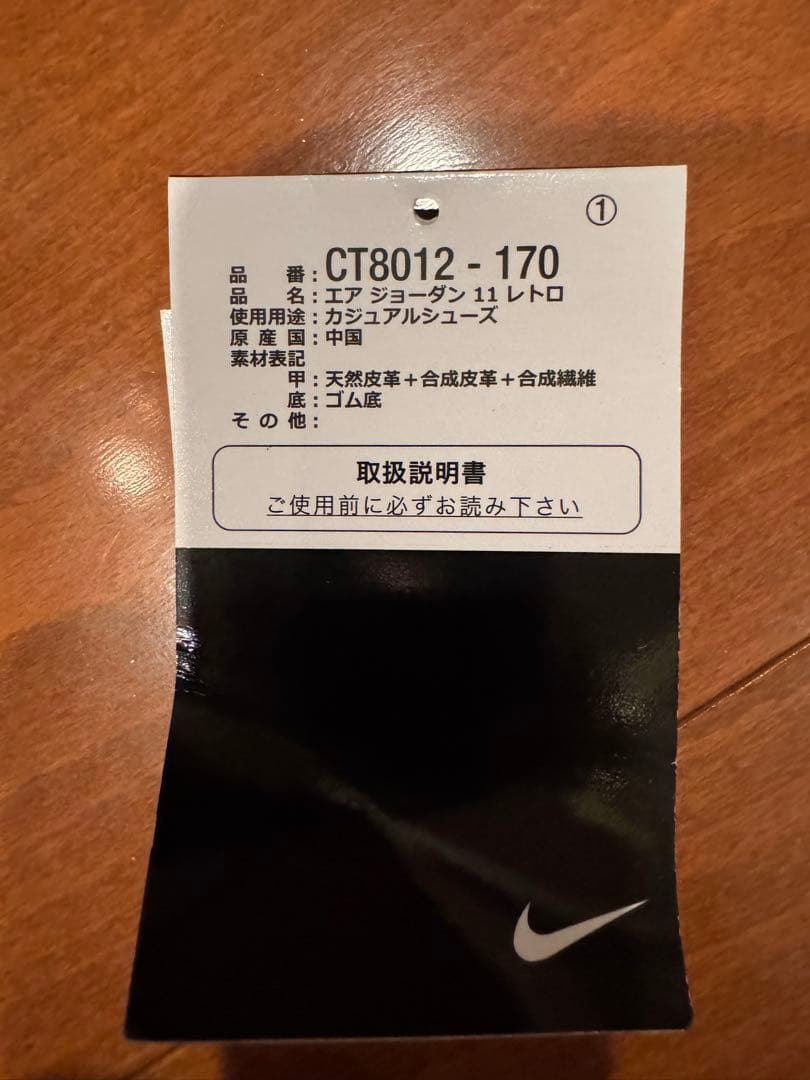 ①
品番：CT8012 - 170
品名：エア ジョーダン 11 レトロ
使用用途：カジュアルシューズ
原産国：中国
素材表記
甲：天然皮革＋合成皮革＋合成繊維
底：ゴム底
その他：
取扱説明書
ご使用前に必ずお読み下さい